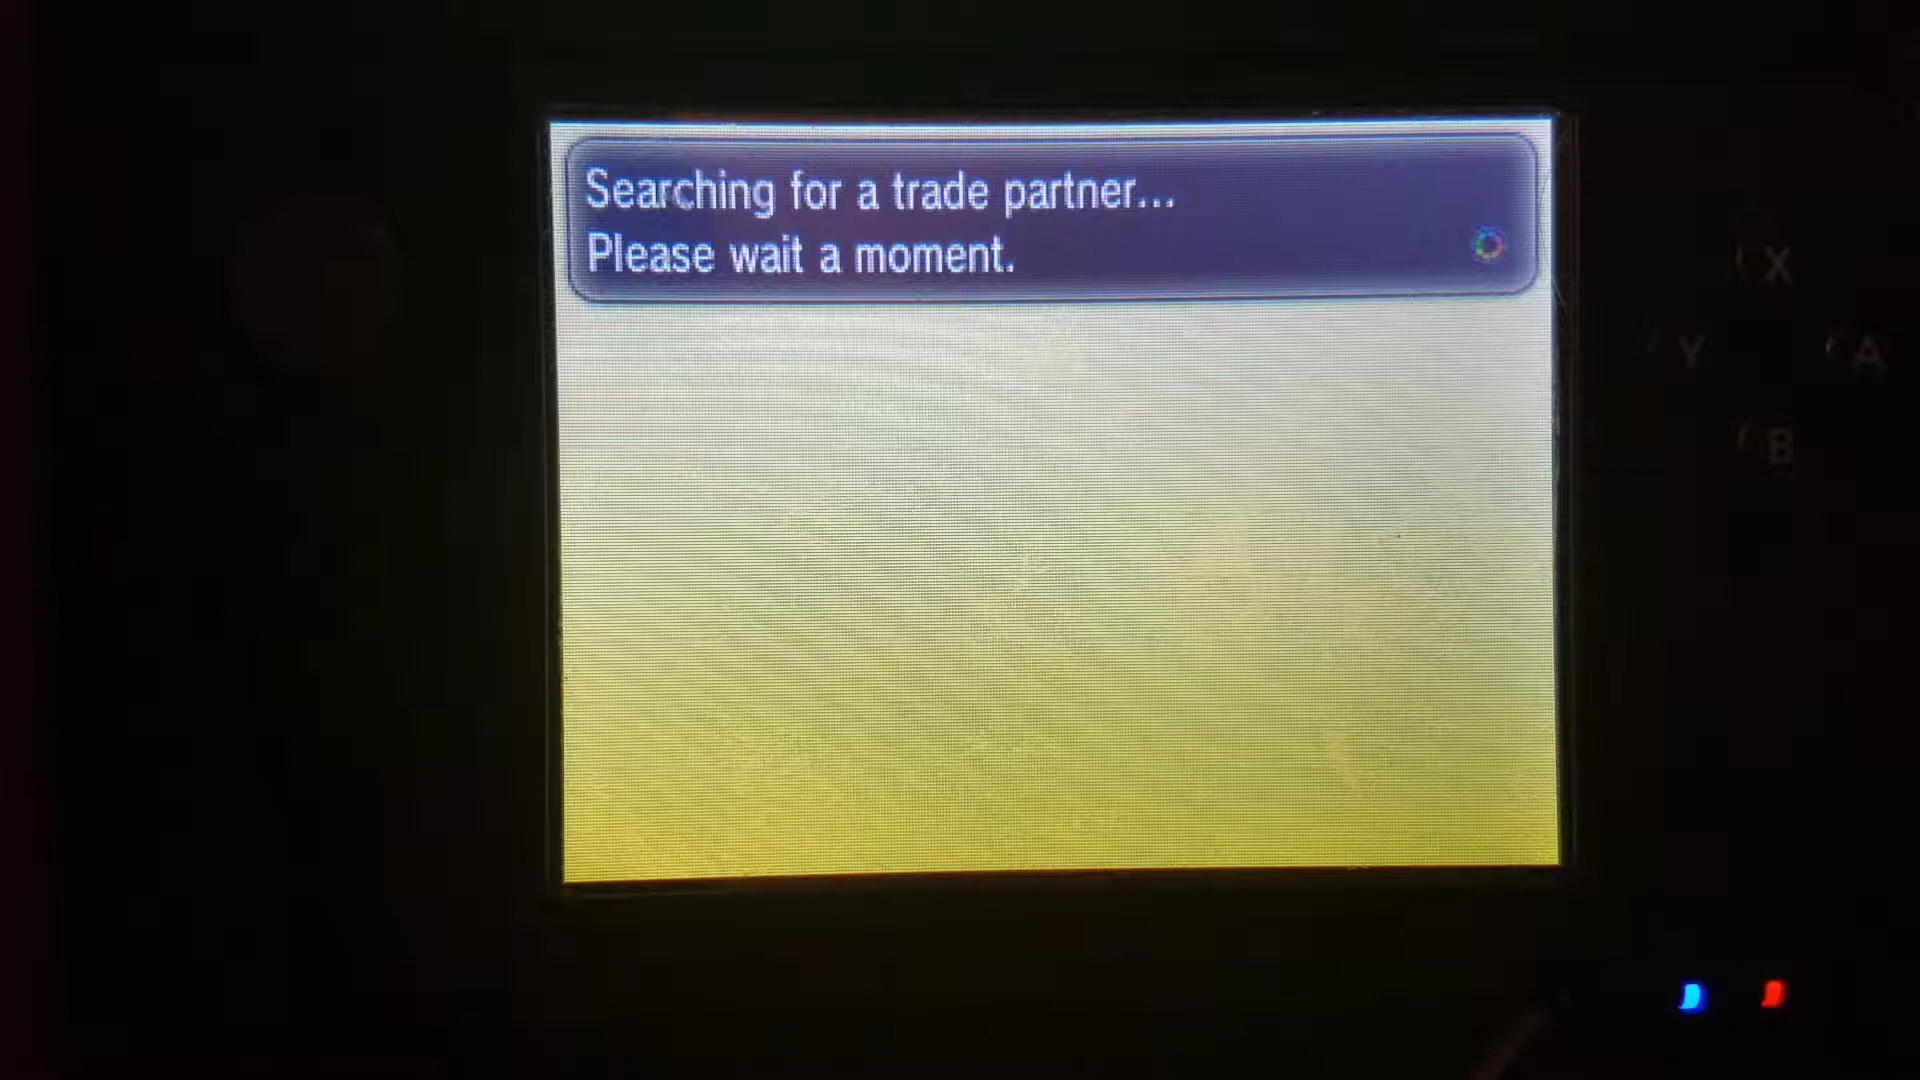 Searching for a trade partner...
Please wait a moment.
X
Y
A
B